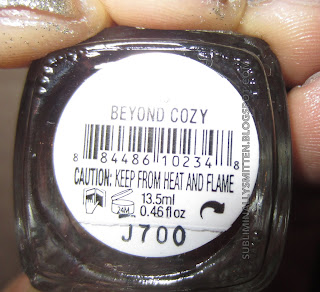 BEYOND COZY
8 84486 10234 8
CAUTION: KEEP FROM HEAT AND FLAME
13.5ml
24M 0.46 fl oz
J700
SUBLIMINALLYSMITTEN.BLOGSPOT.COM